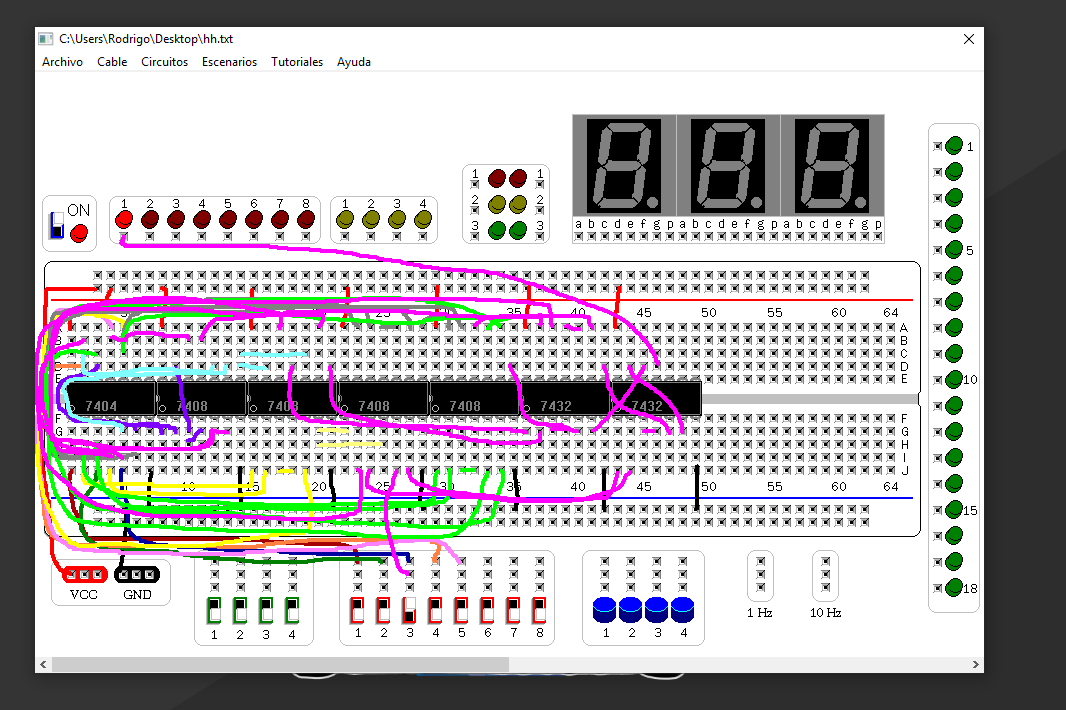 C:\Users\Rodrigo\Desktop\hh.txt
Archivo Cable Circuitos Escenarios Tutoriales Ayuda
ON
1 2 3 4 5 6 7 8
1 2 3 4
1 1
2 2
3 3
a b c d e f g p a b c d e f g p a b c d e f g p
1
5
10
15
18
25 35 40 45 50 55 60 64
A
B
C
D
E
7404 7408 7408 7408 7408 7432 7432
F
G
H
I
J
10 15 20 30 35 40 45 50 55 60 64
VCC GND
1 2 3 4
1 2 3 4 5 6 7 8
1 2 3 4
1 Hz 10 Hz